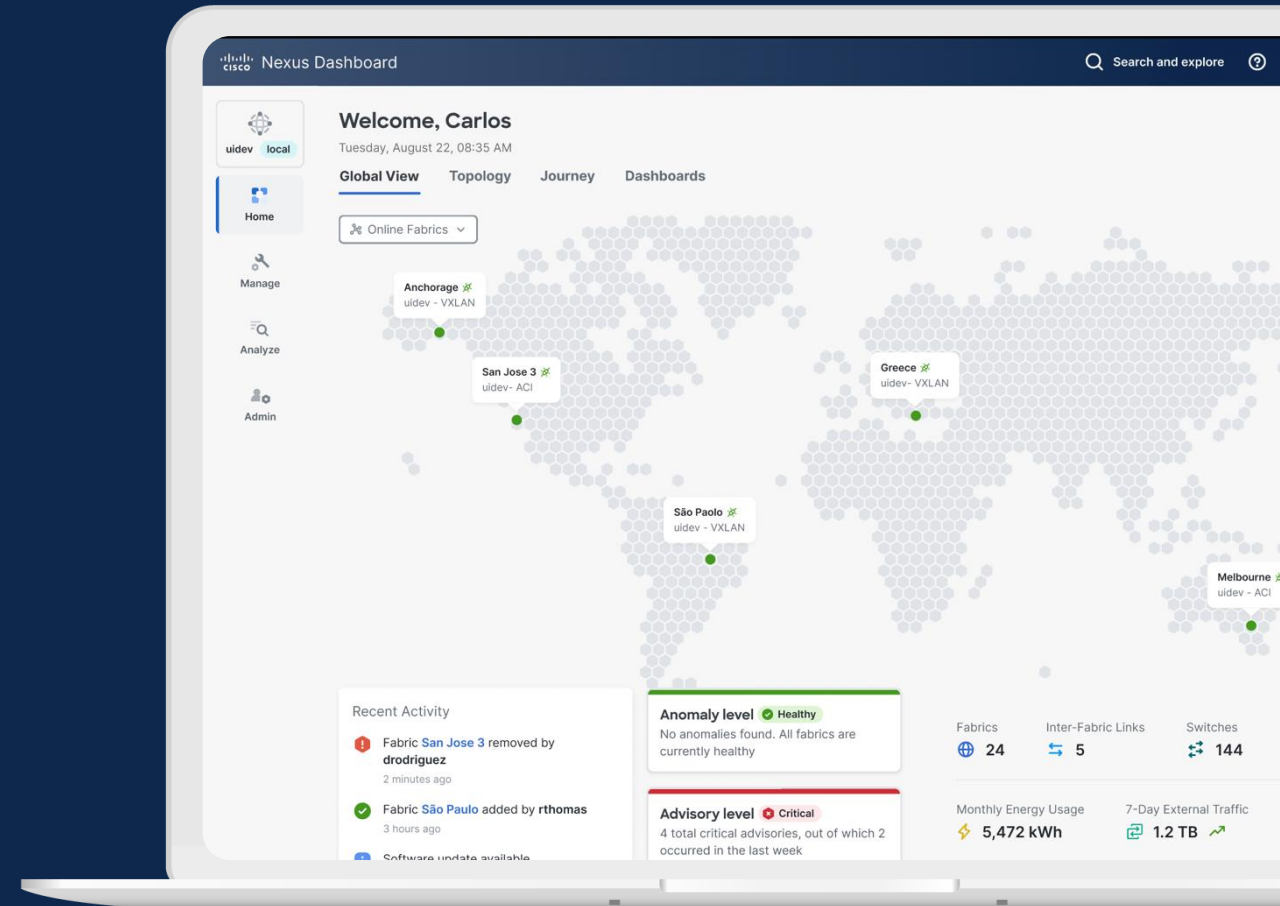 cisco Nexus Dashboard
Search and explore
uidev local
Home
Manage
Analyze
Admin
Welcome, Carlos
Tuesday, August 22, 08:35 AM
Global View Topology Journey Dashboards
Online Fabrics
Anchorage
uidev - VXLAN
San Jose 3
uidev- ACI
Greece
uidev- VXLAN
São Paolo
uidev - VXLAN
Melbourne
uidev - ACI
Recent Activity
Fabric San Jose 3 removed by
drodriguez
2 minutes ago
Fabric São Paulo added by rthomas
3 hours ago
Software update available
Anomaly level Healthy
No anomalies found. All fabrics are
currently healthy
Advisory level Critical
4 total critical advisories, out of which 2
occurred in the last week
Fabrics Inter-Fabric Links Switches
24 5 144
Monthly Energy Usage 7-Day External Traffic
5,472 kWh 1.2 TB